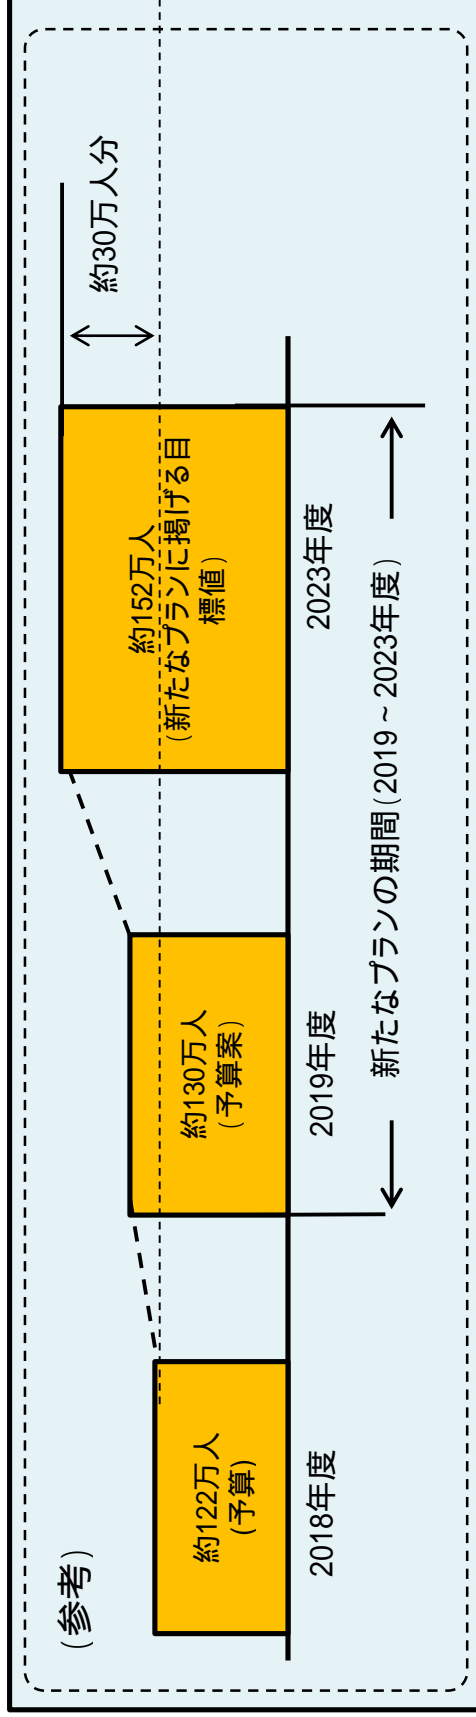 （参考）
約30万人分
約122万人
（予算）
約130万人
（予算案）
約152万人
（新たなプランに掲げる目
標値）
2018年度
2019年度
2023年度
新たなプランの期間（2019～2023年度）